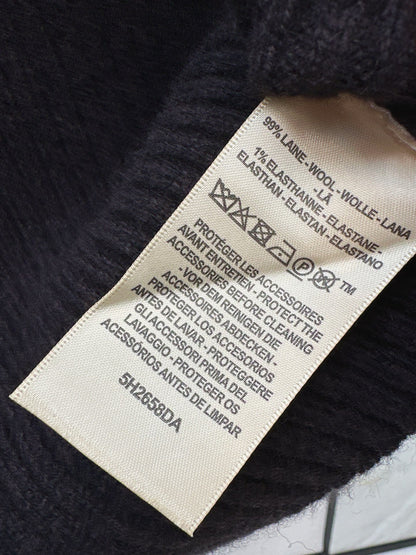 99% LAINE - WOOL - WOLLE - LANA
- LÃ
1% ELASTHANNE - ELASTANE -
ELASTHAN - ELASTAN - ELASTANO
P ™
PROTÉGER LES ACCESSOIRES
AVANT ENTRETIEN - PROTECT THE
ACCESSORIES BEFORE CLEANING
- VOR DEM REINIGEN DIE
ACCESSOIRES ABDECKEN.
PROTEGER LOS ACCESORIOS
ANTES DE LAVAR. - PROTEGGERE
GLI ACCESSORI PRIMA DEL
LAVAGGIO - PROTEGER OS
ACESSÓRIOS ANTES DE LIMPAR
5H2658DA